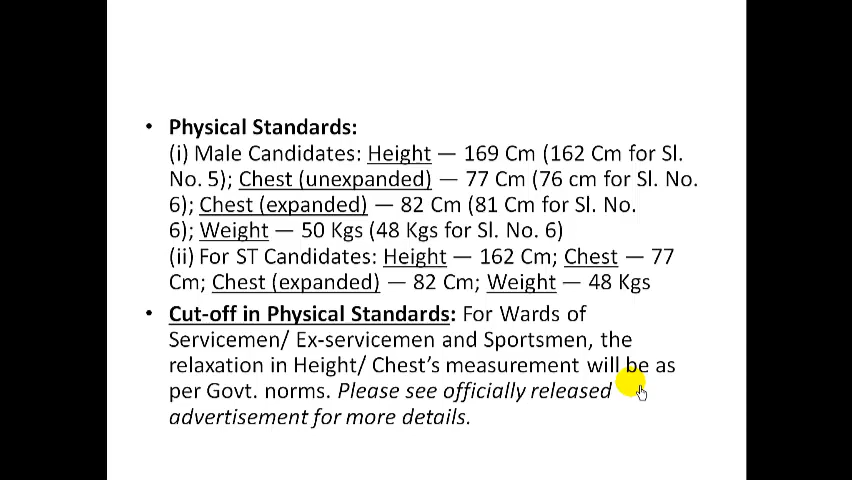 • Physical Standards:
(i) Male Candidates: Height — 169 Cm (162 Cm for Sl.
No. 5); Chest (unexpanded) — 77 Cm (76 cm for Sl. No.
6); Chest (expanded) — 82 Cm (81 Cm for Sl. No.
6); Weight — 50 Kgs (48 Kgs for Sl. No. 6)
(ii) For ST Candidates: Height — 162 Cm; Chest — 77
Cm; Chest (expanded) — 82 Cm; Weight — 48 Kgs
• Cut-off in Physical Standards: For Wards of
Servicemen/ Ex-servicemen and Sportsmen, the
relaxation in Height/ Chest's measurement will be as
per Govt. norms. Please see officially released
advertisement for more details.